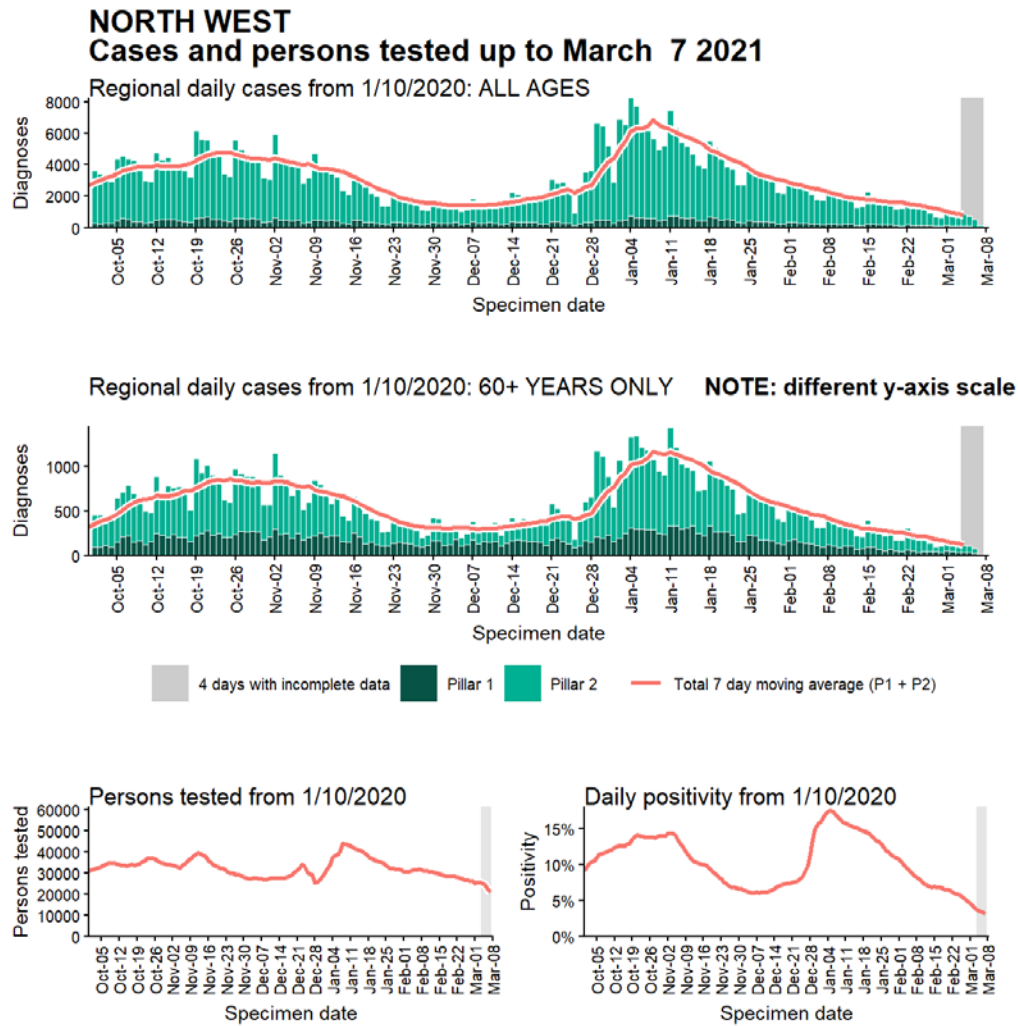 NORTH WEST
Cases and persons tested up to March  7 2021
Regional daily cases from 1/10/2020: ALL AGES
Diagnoses
8000
6000
4000
2000
0
Oct-05
Oct-12
Oct-19
Oct-26
Nov-02
Nov-09
Nov-16
Nov-23
Nov-30
Dec-07
Dec-14
Dec-21
Dec-28
Jan-04
Jan-11
Jan-18
Jan-25
Feb-01
Feb-08
Feb-15
Feb-22
Mar-01
Mar-08
Specimen date
Regional daily cases from 1/10/2020: 60+ YEARS ONLY NOTE: different y-axis scale
Diagnoses
1000
500
0
Oct-05
Oct-12
Oct-19
Oct-26
Nov-02
Nov-09
Nov-16
Nov-23
Nov-30
Dec-07
Dec-14
Dec-21
Dec-28
Jan-04
Jan-11
Jan-18
Jan-25
Feb-01
Feb-08
Feb-15
Feb-22
Mar-01
Mar-08
Specimen date
4 days with incomplete data Pillar 1 Pillar 2 Total 7 day moving average (P1 + P2)
Persons tested from 1/10/2020
Persons tested
60000
50000
40000
30000
20000
10000
0
Oct-05
Oct-12
Oct-19
Oct-26
Nov-02
Nov-09
Nov-16
Nov-23
Nov-30
Dec-07
Dec-14
Dec-21
Dec-28
Jan-04
Jan-11
Jan-18
Jan-25
Feb-01
Feb-08
Feb-15
Feb-22
Mar-01
Mar-08
Specimen date
Daily positivity from 1/10/2020
Positivity
15%
10%
5%
0%
Oct-05
Oct-12
Oct-19
Oct-26
Nov-02
Nov-09
Nov-16
Nov-23
Nov-30
Dec-07
Dec-14
Dec-21
Dec-28
Jan-04
Jan-11
Jan-18
Jan-25
Feb-01
Feb-08
Feb-15
Feb-22
Mar-01
Mar-08
Specimen date